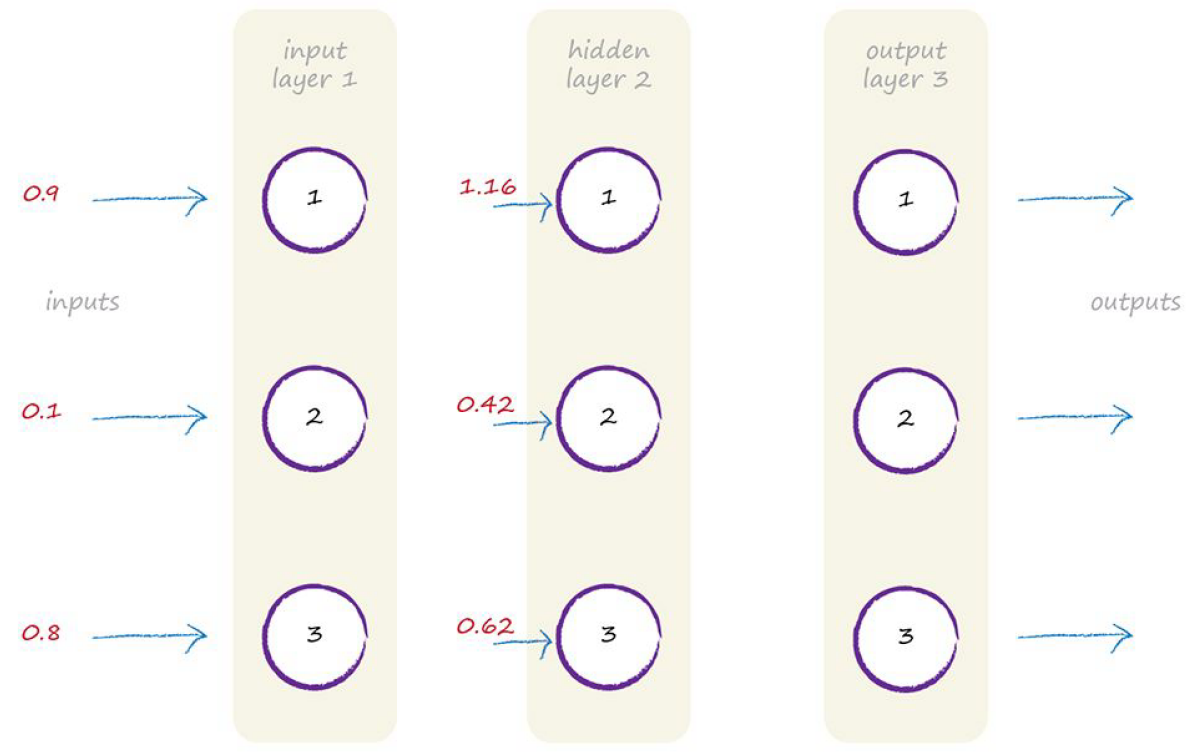 input
layer 1
hidden
layer 2
output
layer 3
0.9
1
1.16
1
1
inputs
outputs
0.1
2
0.42
2
2
0.8
3
0.62
3
3